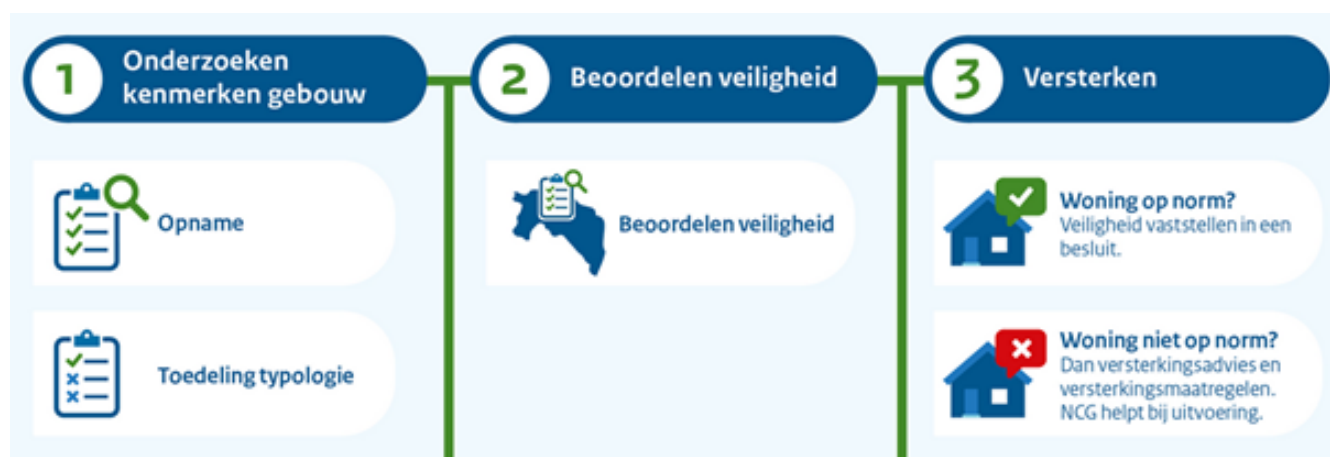 1
Onderzoeken
kenmerken gebouw
Opname
Toedeling typologie
2
Beoordelen veiligheid
Beoordelen veiligheid
3
Versterken
Woning op norm?
Veiligheid vaststellen in een
besluit.
Woning niet op norm?
Dan versterkingsadvies en
versterkingsmaatregelen.
NCG helpt bij uitvoering.